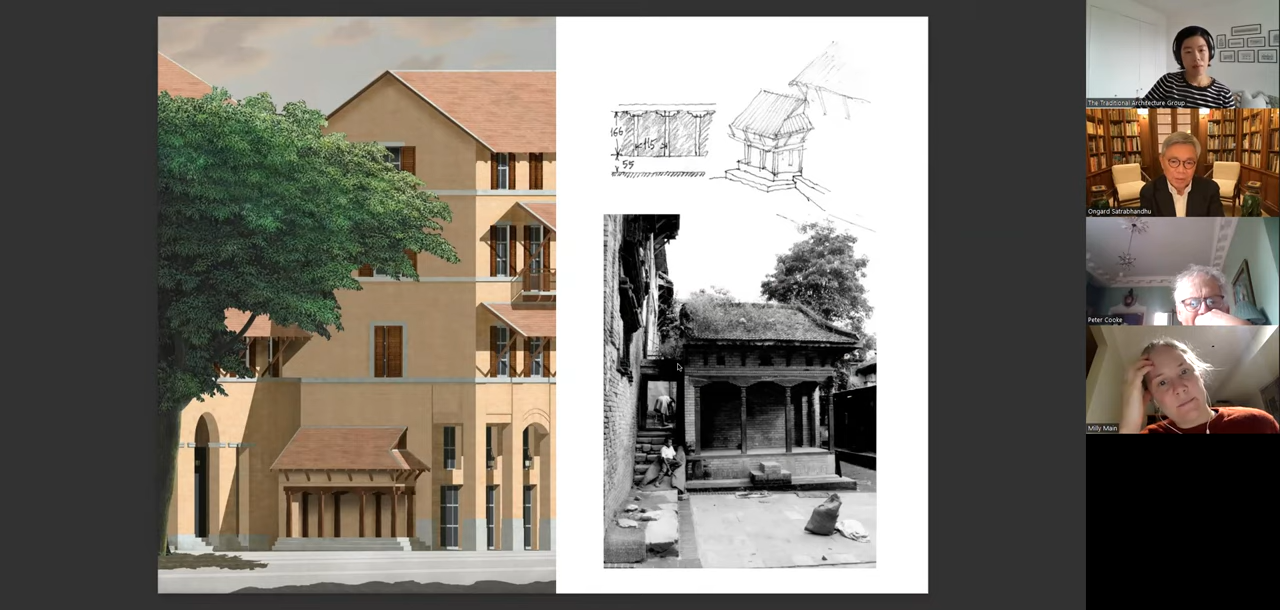 166
115
55
The Traditional Architecture Group
Ongard Satrabhandhu
Peter Cooke
Milly Main